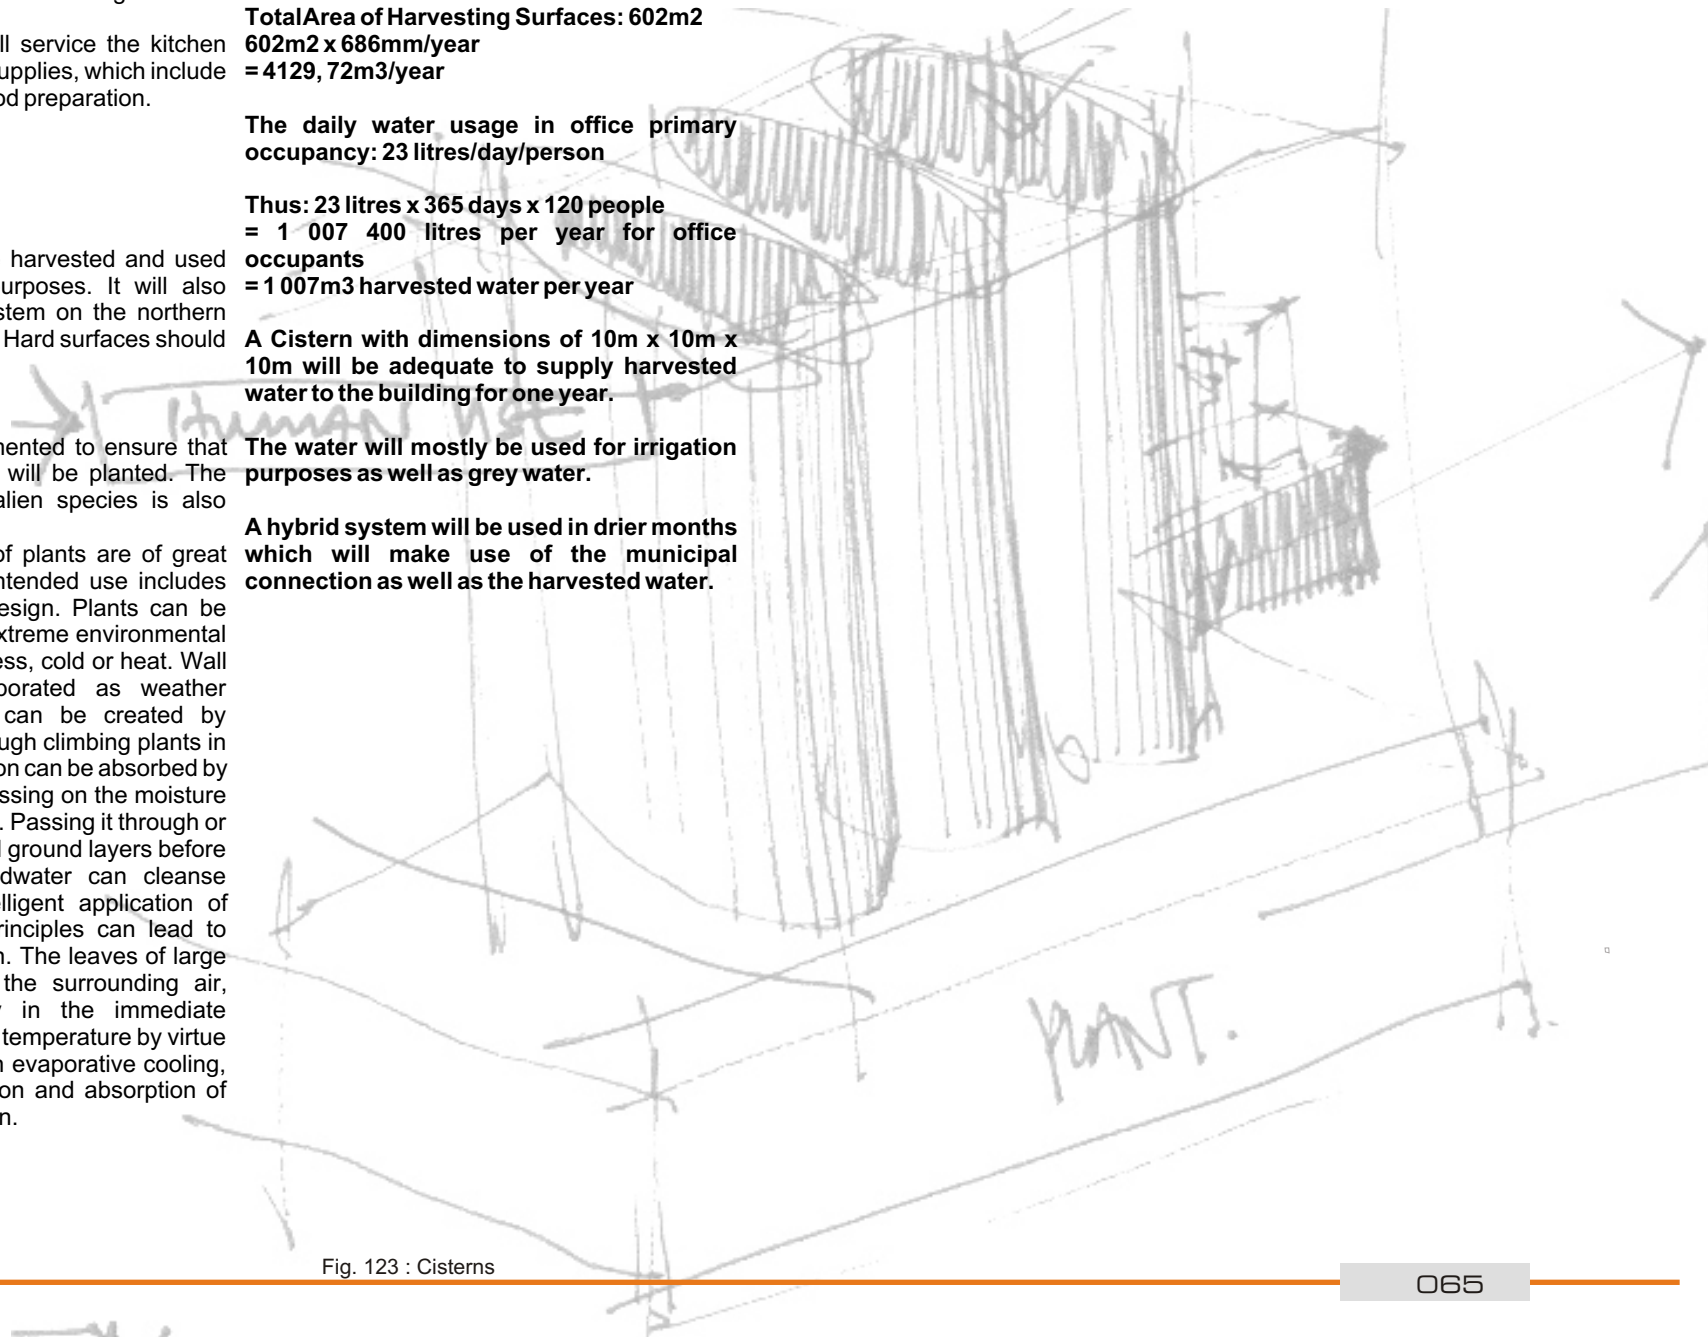 ll service the kitchen
upplies, which include
od preparation.
harvested and used
urposes. It will also
stem on the northern
Hard surfaces should
nented to ensure that
will be planted. The
alien species is also
of plants are of great
ntended use includes
esign. Plants can be
xtreme environmental
ess, cold or heat. Wall
porated as weather
can be created by
ugh climbing plants in
on can be absorbed by
ssing on the moisture
. Passing it through or
l ground layers before
dwater can cleanse
elligent application of
rinciples can lead to
n. The leaves of large
the surrounding air,
y in the immediate
temperature by virtue
n evaporative cooling,
on and absorption of
n.
Total Area of Harvesting Surfaces: 602m2
602m2 x 686mm/year
= 4129, 72m3/year
The daily water usage in office primary
occupancy: 23 litres/day/person
Thus: 23 litres x 365 days x 120 people
= 1 007 400 litres per year for office
occupants
= 1 007m3 harvested water per year
A Cistern with dimensions of 10m x 10m x
10m will be adequate to supply harvested
water to the building for one year.
The water will mostly be used for irrigation
purposes as well as grey water.
A hybrid system will be used in drier months
which will make use of the municipal
connection as well as the harvested water.
HUMAN USE
PLANT.
Fig. 123 : Cisterns
065